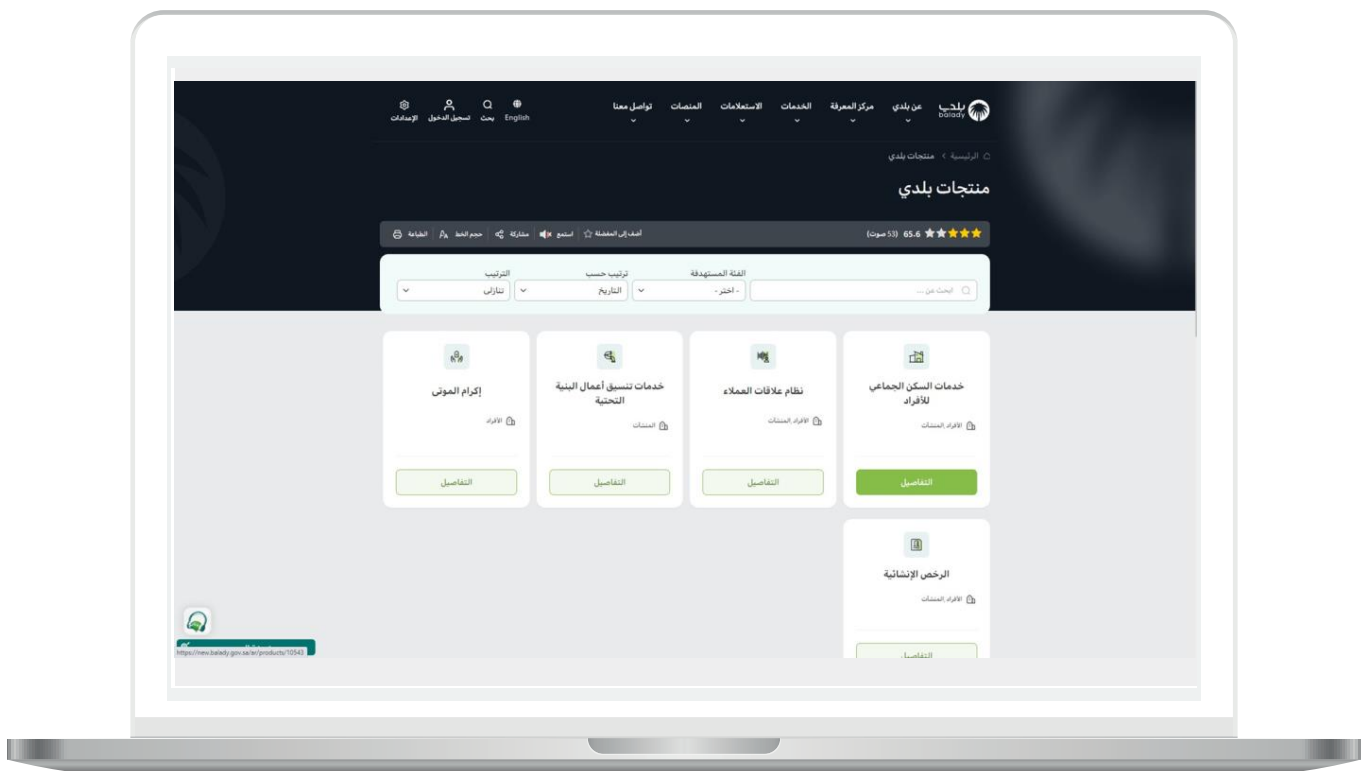 بلدي
balady
عن بلدي
مركز المعرفة
الخدمات
الاستعلامات
المنصات
تواصل معنا
English
بحث
تسجيل الدخول
الإعدادات
الرئيسية > منتجات بلدي
منتجات بلدي
65.6 (53 صوت)
أضف إلى المفضلة
استمع
مشاركة
حجم الخط
الطباعة
الفئة المستهدفة
ترتيب حسب
الترتيب
ابحث عن ...
- اختر -
التاريخ
تنازلي
خدمات السكن الجماعي
للأفراد
الأفراد,المنشآت
التفاصيل
نظام علاقات العملاء
الأفراد,المنشآت
التفاصيل
خدمات تنسيق أعمال البنية
التحتية
المنشآت
التفاصيل
إكرام الموتى
الأفراد
التفاصيل
الرخص الإنشائية
الأفراد,المنشآت
التفاصيل
https://new.balady.gov.sa/ar/products/10543